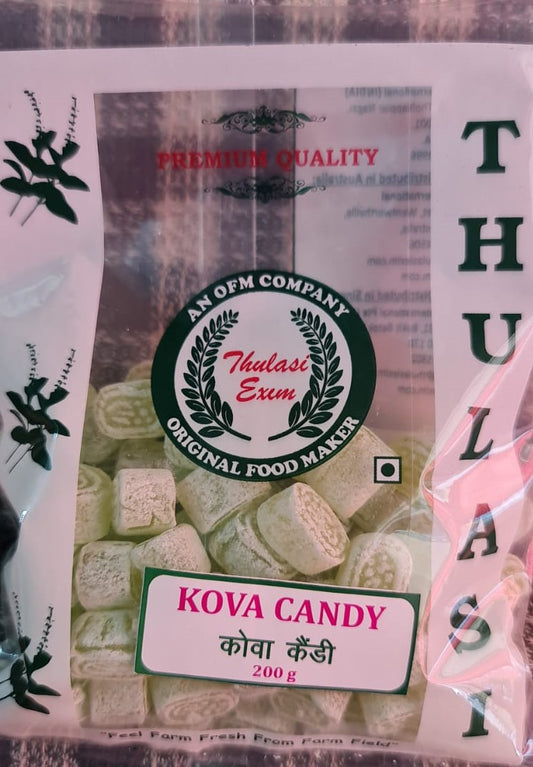 PREMIUM QUALITY
AN OFM COMPANY
Thulasi
Exim
ORIGINAL FOOD MAKER
THULASI
KOVA CANDY
कोवा कैंडी
200 g
"Feel Farm Fresh From Farm Field"